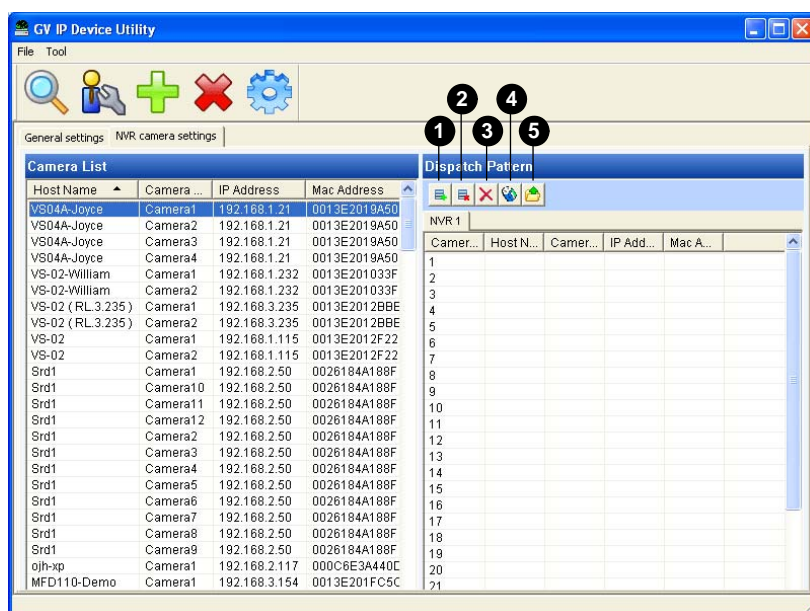 GV IP Device Utility
File Tool
2 4
1 3 5
General settings NVR camera settings
Camera List
Dispatch Pattern
Host Name Camera ... IP Address Mac Address
VS04A-Joyce Camera1 192.168.1.21 0013E2019A50
VS04A-Joyce Camera2 192.168.1.21 0013E2019A50
VS04A-Joyce Camera3 192.168.1.21 0013E2019A50
VS04A-Joyce Camera4 192.168.1.21 0013E2019A50
VS-02-William Camera1 192.168.1.232 0013E201033F
VS-02-William Camera2 192.168.1.232 0013E201033F
VS-02 ( RL.3.235 ) Camera1 192.168.3.235 0013E2012BBE
VS-02 ( RL.3.235 ) Camera2 192.168.3.235 0013E2012BBE
VS-02 Camera1 192.168.1.115 0013E2012F22
VS-02 Camera2 192.168.1.115 0013E2012F22
Srd1 Camera1 192.168.2.50 0026184A188F
Srd1 Camera10 192.168.2.50 0026184A188F
Srd1 Camera11 192.168.2.50 0026184A188F
Srd1 Camera12 192.168.2.50 0026184A188F
Srd1 Camera2 192.168.2.50 0026184A188F
Srd1 Camera3 192.168.2.50 0026184A188F
Srd1 Camera4 192.168.2.50 0026184A188F
Srd1 Camera5 192.168.2.50 0026184A188F
Srd1 Camera6 192.168.2.50 0026184A188F
Srd1 Camera7 192.168.2.50 0026184A188F
Srd1 Camera8 192.168.2.50 0026184A188F
Srd1 Camera9 192.168.2.50 0026184A188F
ojh-xp Camera1 192.168.2.117 000C6E3A440D
MFD110-Demo Camera1 192.168.3.154 0013E201FC5C
NVR 1
Camer... Host N... Camer... IP Add... Mac A...
1
2
3
4
5
6
7
8
9
10
11
12
13
14
15
16
17
18
19
20
21